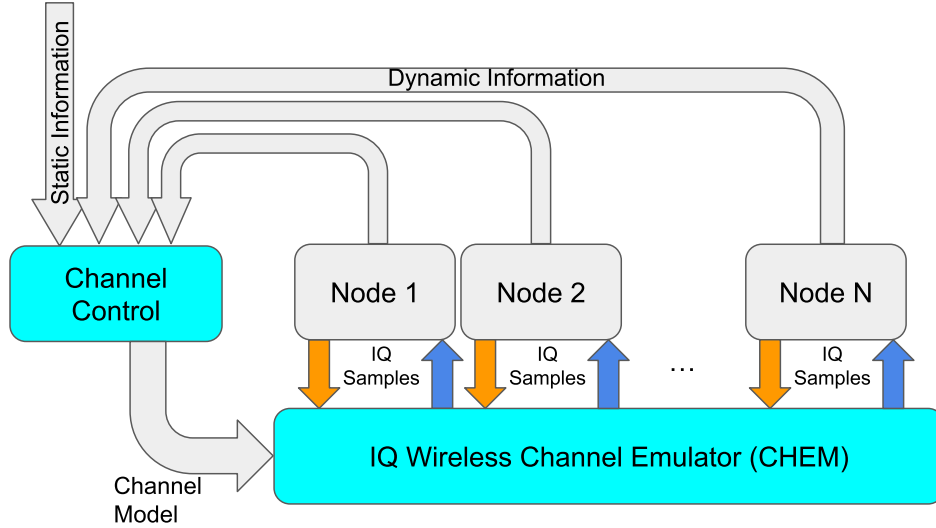 Static Information
Dynamic Information
Channel
Control
Node 1
Node 2
Node N
IQ
Samples
IQ
Samples
...
IQ
Samples
IQ Wireless Channel Emulator (CHEM)
Channel
Model